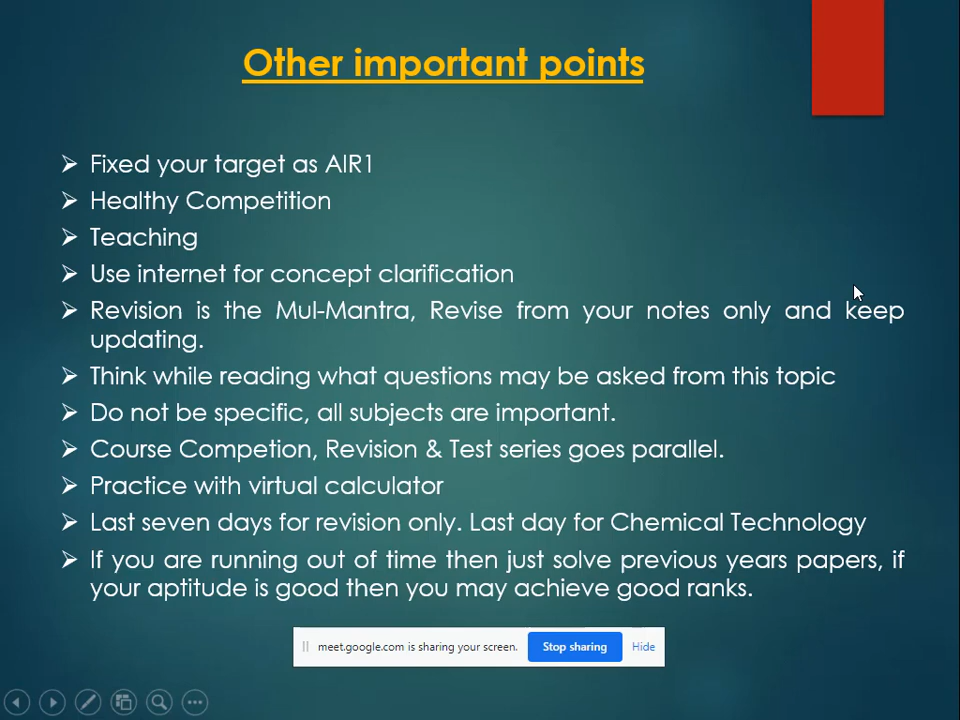 Other important points
Fixed your target as AIR1
Healthy Competition
Teaching
Use internet for concept clarification
Revision is the Mul-Mantra, Revise from your notes only and keep
updating.
Think while reading what questions may be asked from this topic
Do not be specific, all subjects are important.
Course Competion, Revision & Test series goes parallel.
Practice with virtual calculator
Last seven days for revision only. Last day for Chemical Technology
If you are running out of time then just solve previous years papers, if
your aptitude is good then you may achieve good ranks.
meet.google.com is sharing your screen. Stop sharing Hide